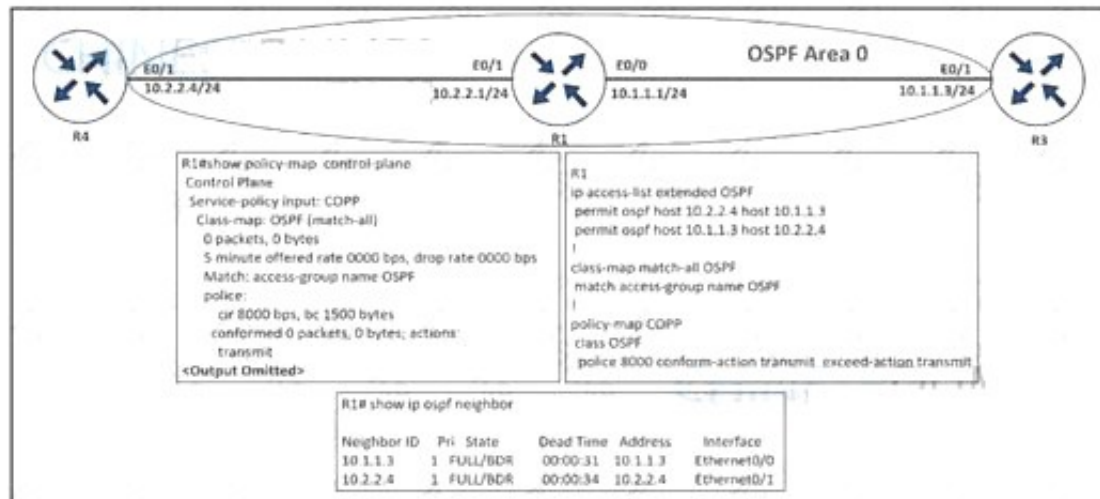 OSPF Area 0
E0/1
10.2.2.4/24
R4
E0/1
10.2.2.1/24
E0/0
10.1.1.1/24
R1
E0/1
10.1.1.3/24
R3
R1#show policy-map control-plane
Control Plane
Service-policy input: COPP
Class-map: OSPF (match-all)
0 packets, 0 bytes
5 minute offered rate 0000 bps, drop rate 0000 bps
Match: access-group name OSPF
police:
cir 8000 bps, bc 1500 bytes
conformed 0 packets, 0 bytes; actions:
transmit
<Output Omitted>
R1
ip access-list extended OSPF
permit ospf host 10.2.2.4 host 10.1.1.3
permit ospf host 10.1.1.3 host 10.2.2.4
!
class-map match-all OSPF
match access-group name OSPF
!
policy-map COPP
class OSPF
police 8000 conform-action transmit exceed-action transmit
R1# show ip ospf neighbor
Neighbor ID Pri State Dead Time Address Interface
10.1.1.3 1 FULL/BDR 00:00:31 10.1.1.3 Ethernet0/0
10.2.2.4 1 FULL/BDR 00:00:34 10.2.2.4 Ethernet0/1